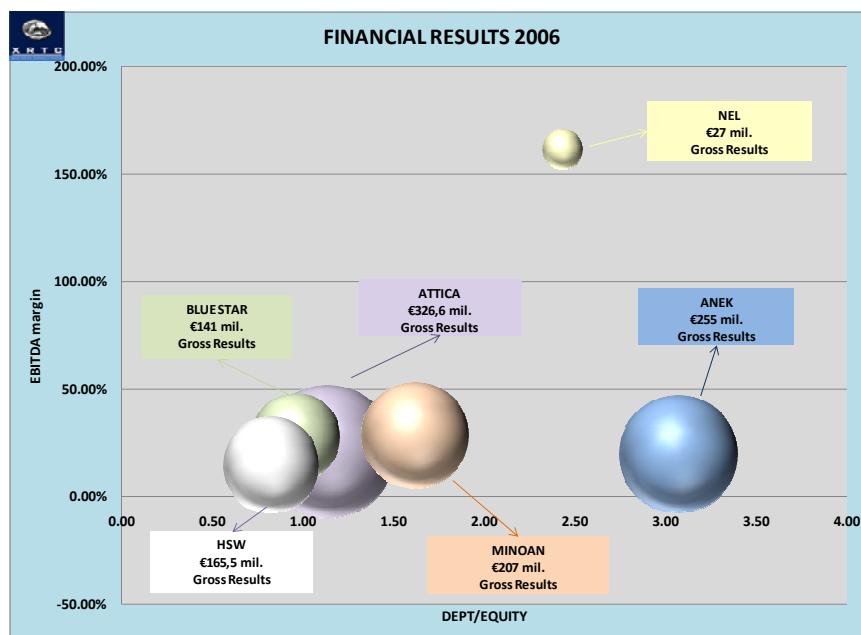 XRTC
FINANCIAL RESULTS 2006
200.00%
150.00%
100.00%
50.00%
0.00%
-50.00%
EBITDA margin
NEL
€27 mil.
Gross Results
ATTICA
€326,6 mil.
Gross Results
BLUE STAR
€141 mil.
Gross Results
ANEK
€255 mil.
Gross Results
0.00 0.50 1.00 1.50 2.00 2.50 3.00 3.50 4.00
HSW
€165,5 mil.
Gross Results
MINOAN
€207 mil.
Gross Results
DEPT/EQUITY